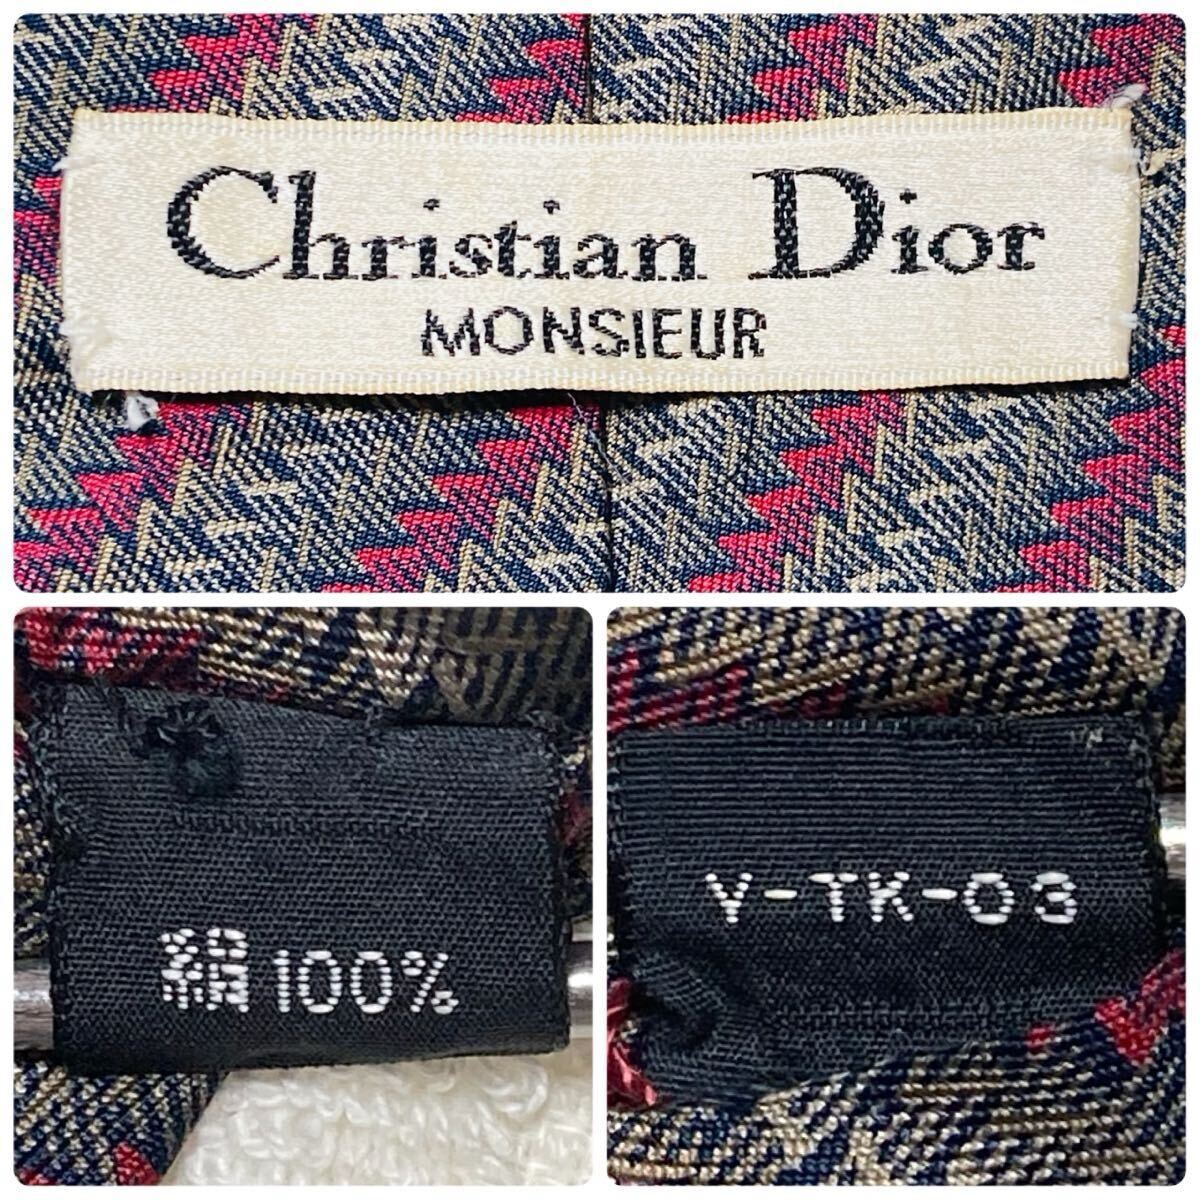 Christian Dior
MONSIEUR
絹100%
Y-TK-03